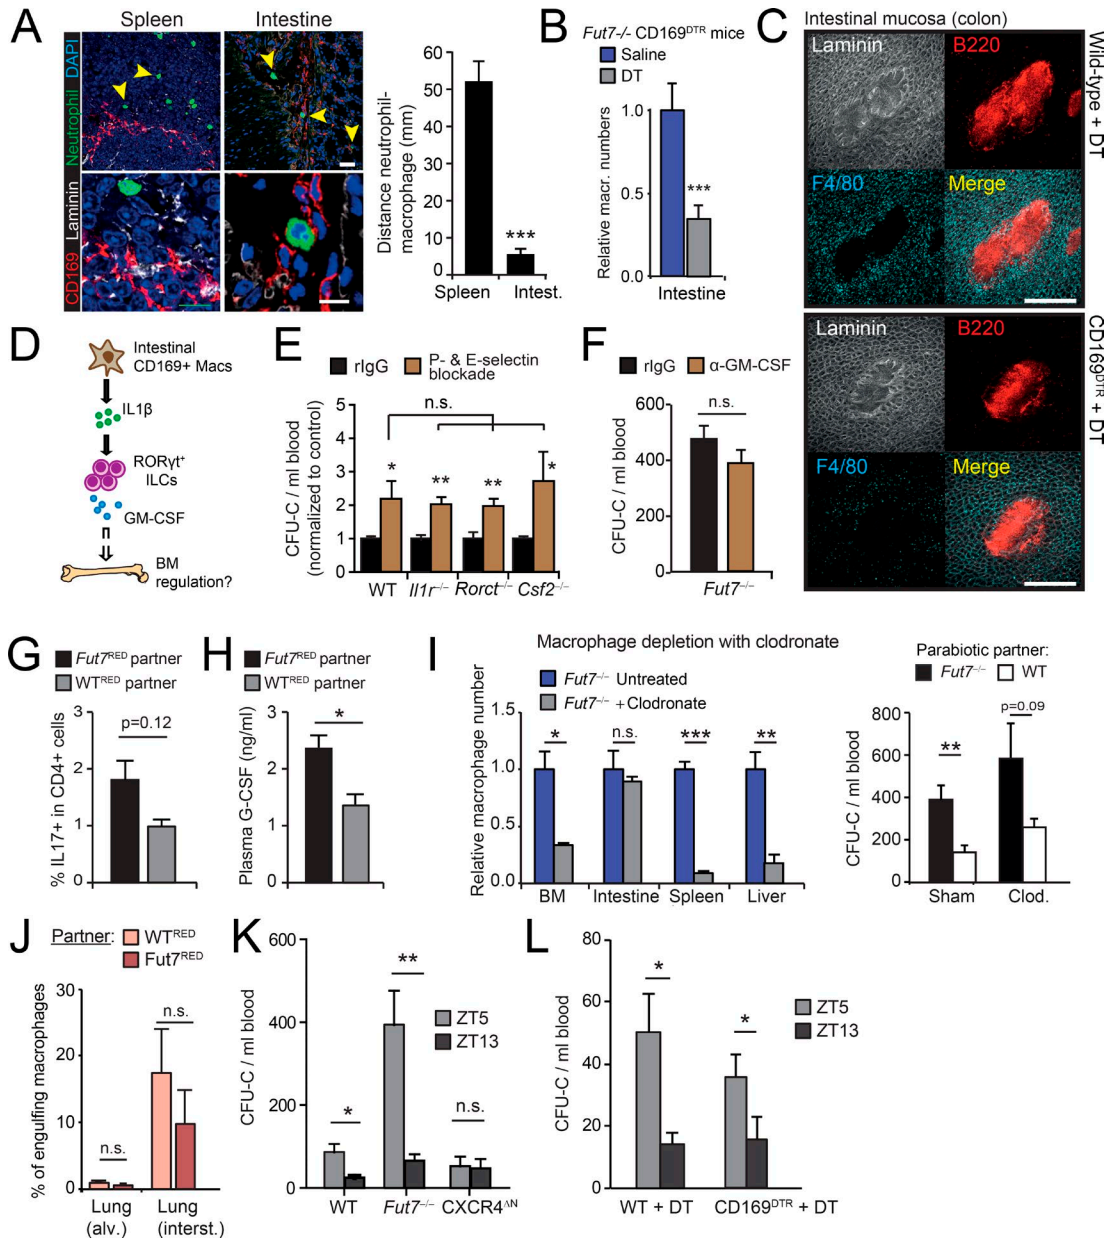 A
Spleen
Intestine
Neutrophil DAPI
CD169 Laminin
Distance neutrophil-
macrophage (mm)
60
50
40
30
20
10
0
***
Spleen
Intest.
B
Fut7-/- CD169DTR mice
Saline
DT
Relative macr. numbers
1.0
0.5
0.0
***
Intestine
C
Intestinal mucosa (colon)
Laminin
B220
F4/80
Merge
Wild-type + DT
Laminin
B220
F4/80
Merge
CD169DTR + DT
D
Intestinal
CD169+ Macs
IL1β
RORγt+
ILCs
GM-CSF
BM
regulation?
E
rIgG
P- & E-selectin
blockade
CFU-C / ml blood
(normalized to control)
5
4
3
2
1
0
n.s.
*
**
**
*
WT
Il1r–/–
Rorct–/–
Csf2–/–
F
rIgG
α-GM-CSF
CFU-C / ml blood
600
400
200
0
n.s.
Fut7–/–
G
Fut7RED partner
WTRED partner
% IL17+ in CD4+ cells
3
2
1
0
p=0.12
H
Fut7RED partner
WTRED partner
Plasma G-CSF (ng/ml)
3
2
1
0
*
I
Macrophage depletion with clodronate
Fut7–/– Untreated
Fut7–/– +Clodronate
Relative macrophage number
1.5
1.0
0.5
0.0
*
n.s.
***
**
BM
Intestine
Spleen
Liver
Parabiotic partner:
Fut7–/–
WT
CFU-C / ml blood
800
600
400
200
0
**
p=0.09
Sham
Clod.
J
Partner:
WTRED
Fut7RED
% of engulfing macrophages
30
20
10
0
n.s.
n.s.
Lung
(alv.)
Lung
(interst.)
K
CFU-C / ml blood
600
400
200
0
*
**
n.s.
ZT5
ZT13
WT
Fut7–/–
CXCR4ΔN
L
CFU-C / ml blood
80
60
40
20
0
*
*
ZT5
ZT13
WT + DT
CD169DTR + DT